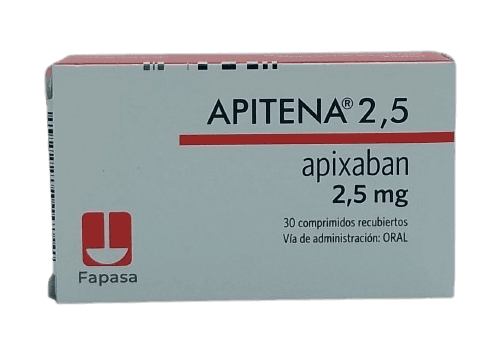 APITENA® 2,5
apixaban
2,5 mg
30 comprimidos recubiertos
Vía de administración: ORAL
Fapasa